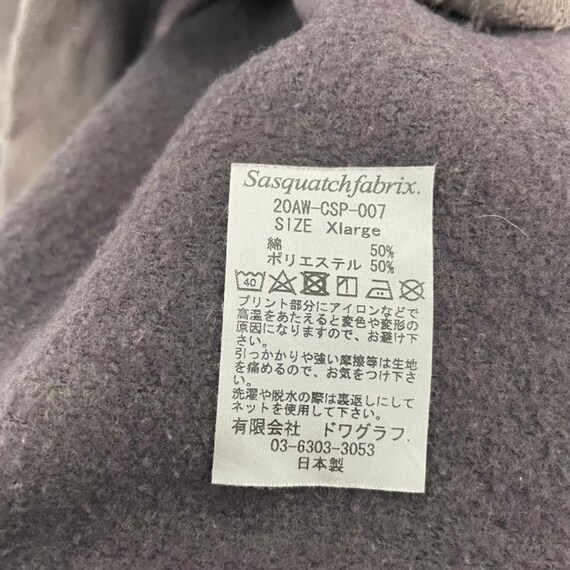 Sasquatchfabrix.
20AW-CSP-007
SIZE Xlarge
綿 50%
ポリエステル 50%
40
プリント部分にアイロンなどで
高温をあたえると変色や変形の
原因になりますので、お避け下
さい。
引っかかりや強い摩擦等は生地
を痛めるので、お気をつけ下さ
い。
洗濯や脱水の際は裏返しにして
ネットを使用して下さい。
有限会社 ドワグラフ.
03-6303-3053
日本製